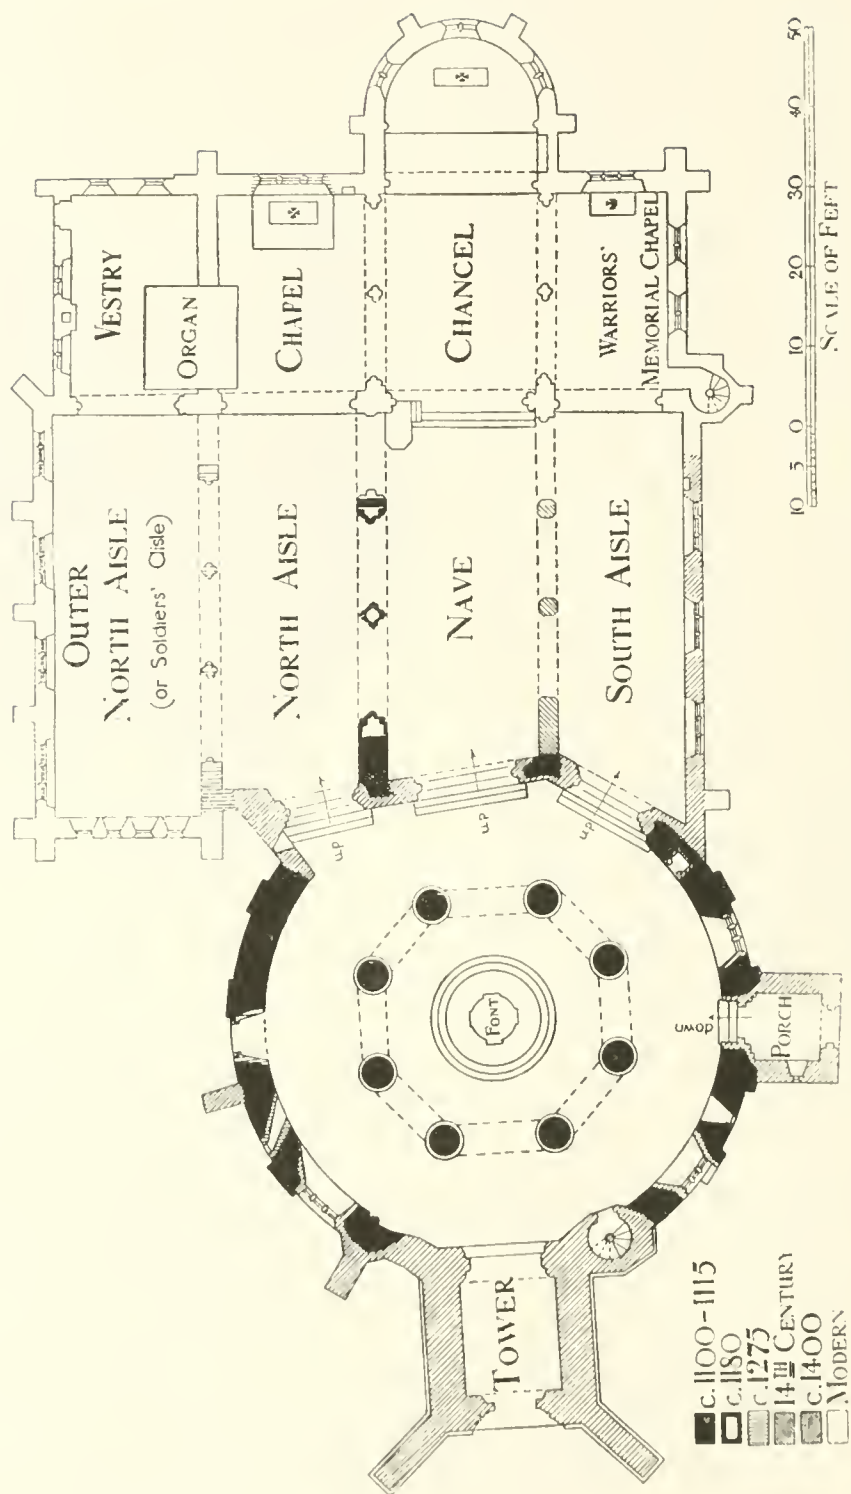 VESTRY
ORGAN
CHAPEL
CHANCEL
WARRIORS'
MEMORIAL CHAPEL
OUTER
NORTH AISLE
(or Soldiers' Aisle)
NORTH AISLE
NAVE
SOUTH AISLE
up
up
up
FONT
down
PORCH
TOWER
10 5 0 10 20 30 40 50
SCALE OF FEET
c.1100-1115
c.1180
c.1275
14TH CENTURY
c.1400
MODERN